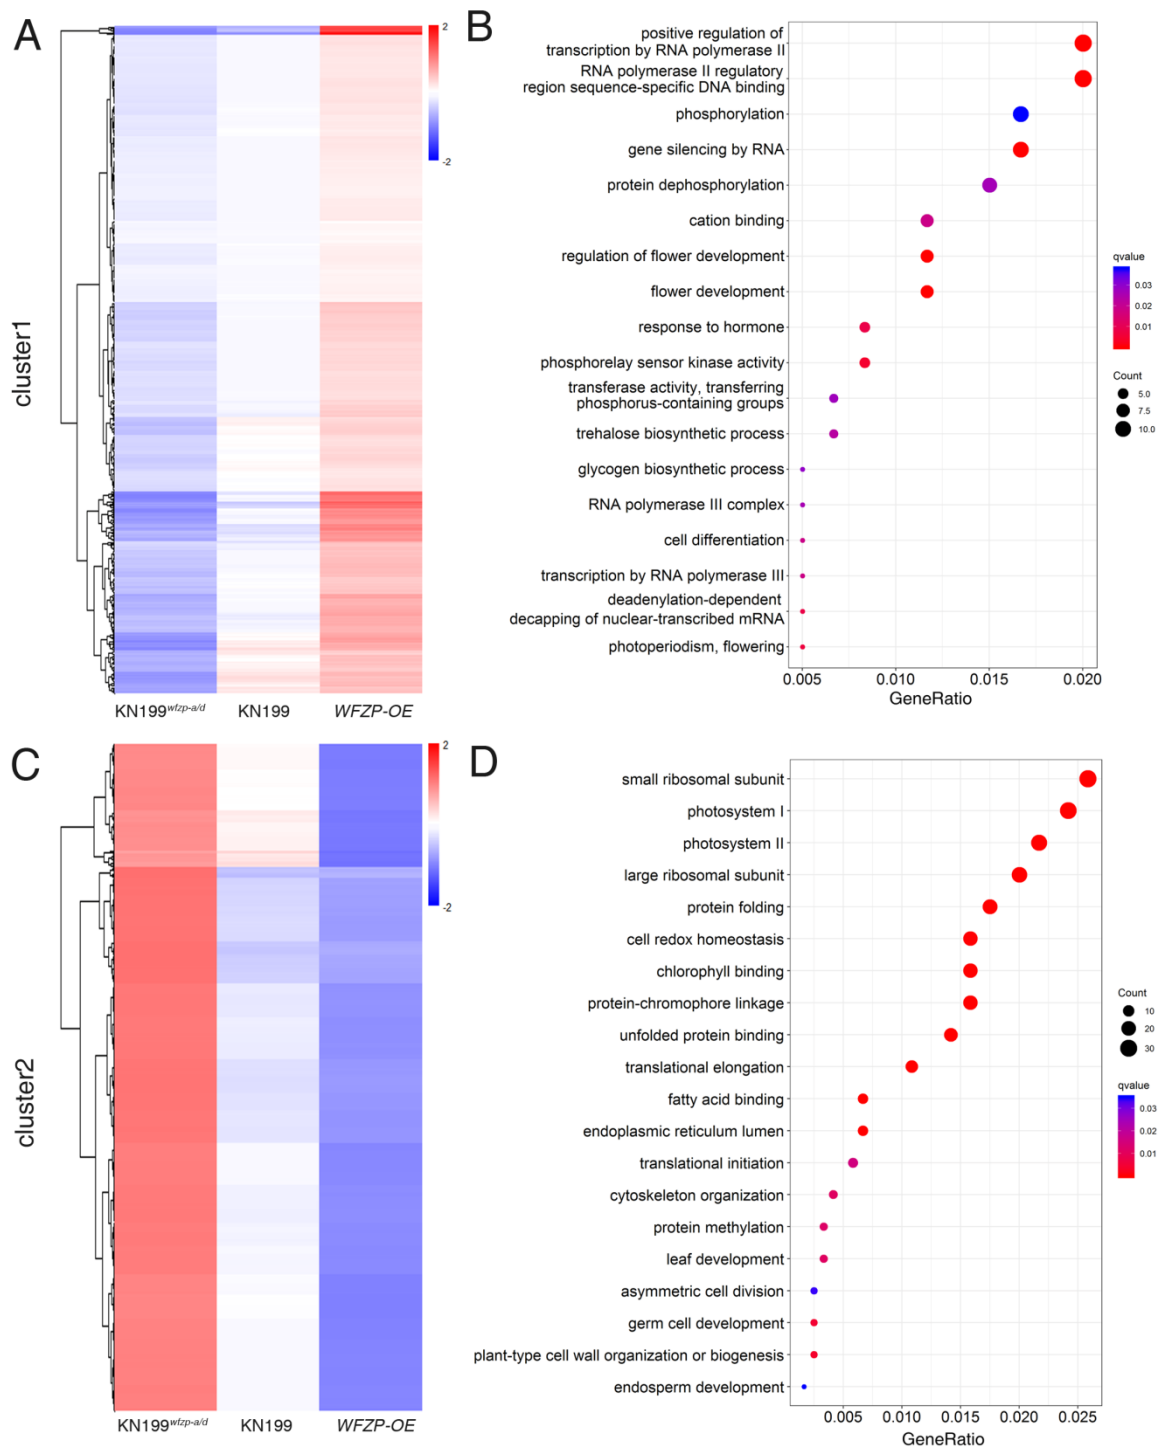 A
2
-2
cluster1
KN199wfzp-a/d
KN199
WFZP-OE
B
positive regulation of
transcription by RNA polymerase II
RNA polymerase II regulatory
region sequence-specific DNA binding
phosphorylation
gene silencing by RNA
protein dephosphorylation
cation binding
regulation of flower development
flower development
response to hormone
phosphorelay sensor kinase activity
transferase activity, transferring
phosphorus-containing groups
trehalose biosynthetic process
glycogen biosynthetic process
RNA polymerase III complex
cell differentiation
transcription by RNA polymerase III
deadenylation-dependent
decapping of nuclear-transcribed mRNA
photoperiodism, flowering
0.005
0.010
0.015
0.020
GeneRatio
qvalue
0.03
0.02
0.01
Count
5.0
7.5
10.0
C
2
-2
cluster2
KN199wfzp-a/d
KN199
WFZP-OE
D
small ribosomal subunit
photosystem I
photosystem II
large ribosomal subunit
protein folding
cell redox homeostasis
chlorophyll binding
protein-chromophore linkage
unfolded protein binding
translational elongation
fatty acid binding
endoplasmic reticulum lumen
translational initiation
cytoskeleton organization
protein methylation
leaf development
asymmetric cell division
germ cell development
plant-type cell wall organization or biogenesis
endosperm development
0.005
0.010
0.015
0.020
0.025
GeneRatio
Count
10
20
30
qvalue
0.03
0.02
0.01